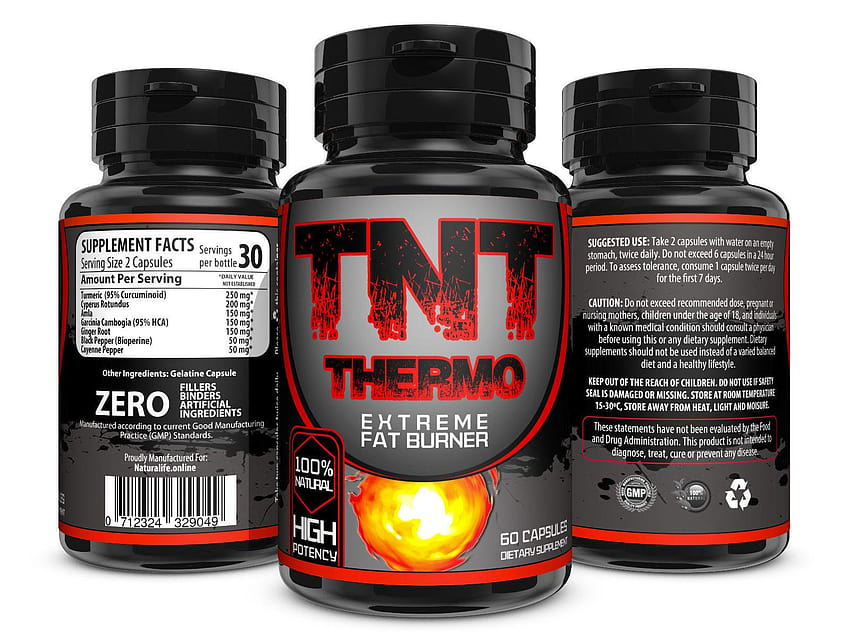 SUPPLEMENT FACTS
Serving Size 2 Capsules
Servings
per bottle 30
Amount Per Serving
*DAILY VALUE
NOT ESTABLISHED
Turmeric (95% Curcuminoid) 250 mg*
Cyperus Rotundus 200 mg*
Amla 150 mg*
Garcinia Cambogia (95% HCA) 150 mg*
Ginger Root 150 mg*
Black Pepper (Bioperine) 50 mg*
Cayenne Pepper 50 mg*
Other Ingredients: Gelatine Capsule
ZERO
FILLERS
BINDERS
ARTIFICIAL
INGREDIENTS
Manufactured according to current Good Manufacturing
Practice (GMP) Standards.
Proudly Manufactured For:
Naturalife.online
0 712324 329049
TNT
THERMO
EXTREME
FAT BURNER
100%
NATURAL
HIGH
POTENCY
60 CAPSULES
DIETARY SUPPLEMENT
SUGGESTED USE: Take 2 capsules with water on an empty
stomach, twice daily. Do not exceed 6 capsules in a 24 hour
period. To assess tolerance, consume 1 capsule twice per day
for the first 7 days.
CAUTION: Do not exceed recommended dose, pregnant or
nursing mothers, children under the age of 18, and individuals
with a known medical condition should consult a physician
before using this or any dietary supplement. Dietary
supplements should not be used instead of a varied balanced
diet and a healthy lifestyle.
KEEP OUT OF THE REACH OF CHILDREN. DO NOT USE IF SAFETY
SEAL IS DAMAGED OR MISSING. STORE AT ROOM TEMPERATURE
15-30ºC, STORE AWAY FROM HEAT, LIGHT AND MOISURE.
These statements have not been evaluated by the Food
and Drug Administration. This product is not intended to
diagnose, treat, cure or prevent any disease.
GMP
100%
NATURAL